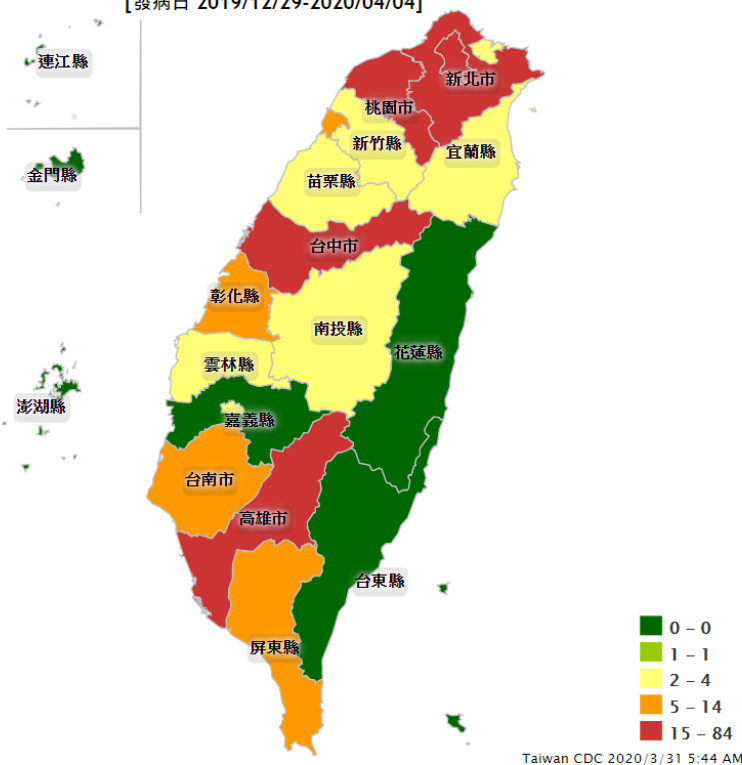 [發病日 2019/12/29-2020/04/04]
連江縣
新北市
桃園市
新竹縣
宜蘭縣
金門縣
苗栗縣
台中市
彰化縣
南投縣
花蓮縣
雲林縣
澎湖縣
嘉義縣
台南市
高雄市
台東縣
屏東縣
0 - 0
1 - 1
2 - 4
5 - 14
15 - 84
Taiwan CDC 2020/3/31 5:44 AM